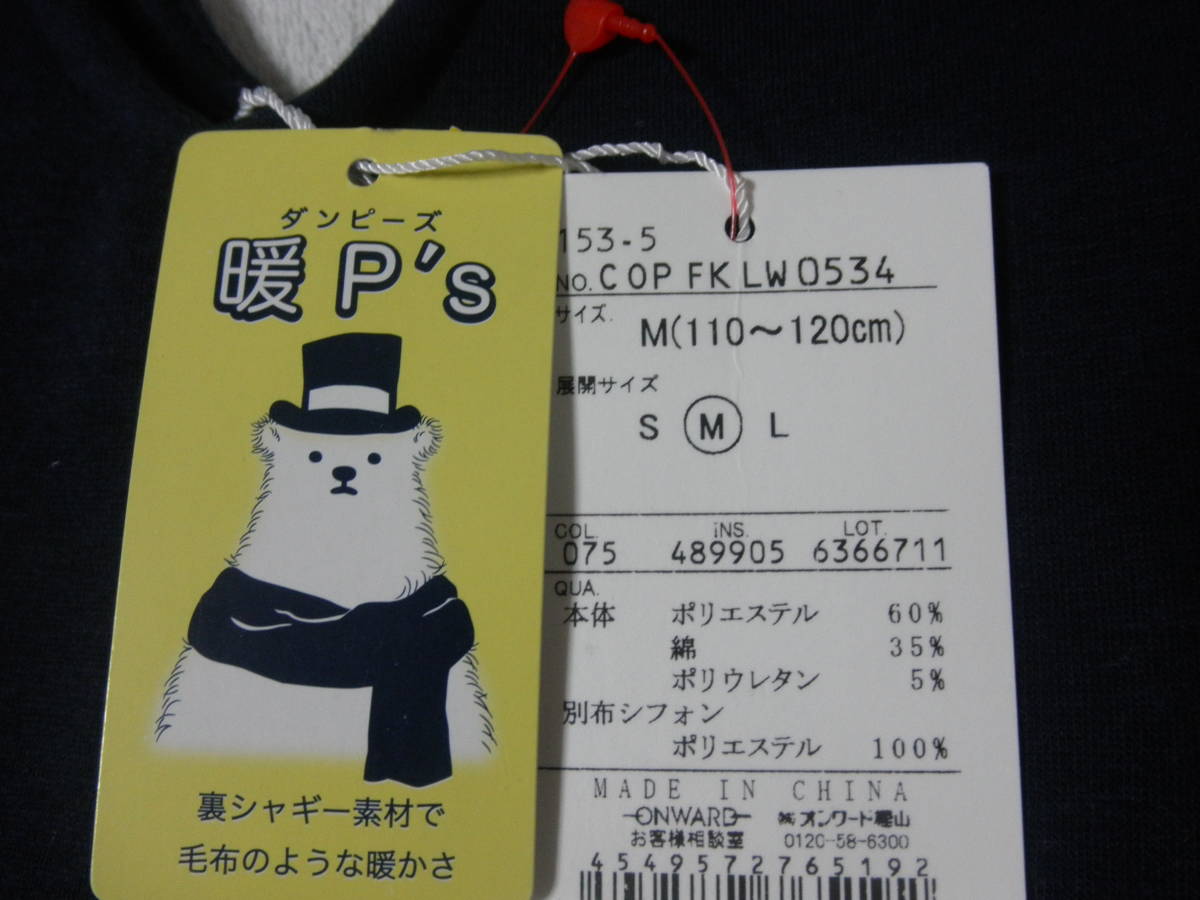 ダンピーズ
暖 P's
裏シャギー素材で
毛布のような暖かさ
153-5
NO. COP FK LW0534
サイズ.
M(110～120cm)
展開サイズ
S M L
COL. iNS. LOT.
075 489905 6366711
QUA.
本体 ポリエステル 60%
綿 35%
ポリウレタン 5%
別布シフォン
ポリエステル 100%
MADE IN CHINA
ONWARD ㈱オンワード樫山
お客様相談室 0120-58-6300
4549572765192